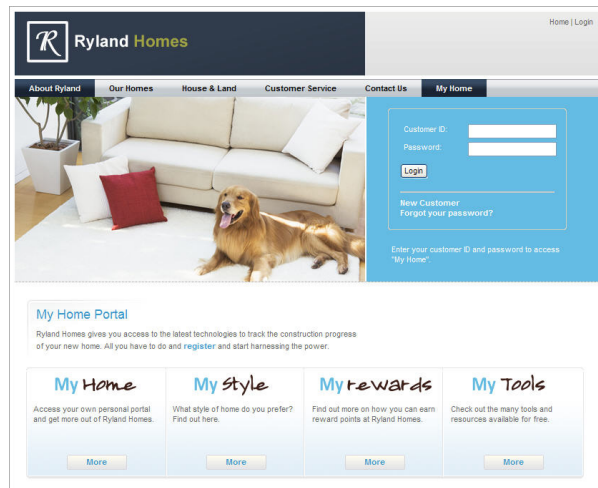 R Ryland Homes
Home | Login
About Ryland Our Homes House & Land Customer Service Contact Us My Home
Customer ID:
Password:
Login
New Customer
Forgot your password?
Enter your customer ID and password to access
"My Home".
My Home Portal
Ryland Homes gives you access to the latest technologies to track the construction progress
of your new home. All you have to do and register and start harnessing the power.
My Home
Access your own personal portal
and get more out of Ryland Homes.
More
My Style
What style of home do you prefer?
Find out here.
More
My rewards
Find out more on how you can earn
reward points at Ryland Homes.
More
My Tools
Check out the many tools and
resources available for free.
More